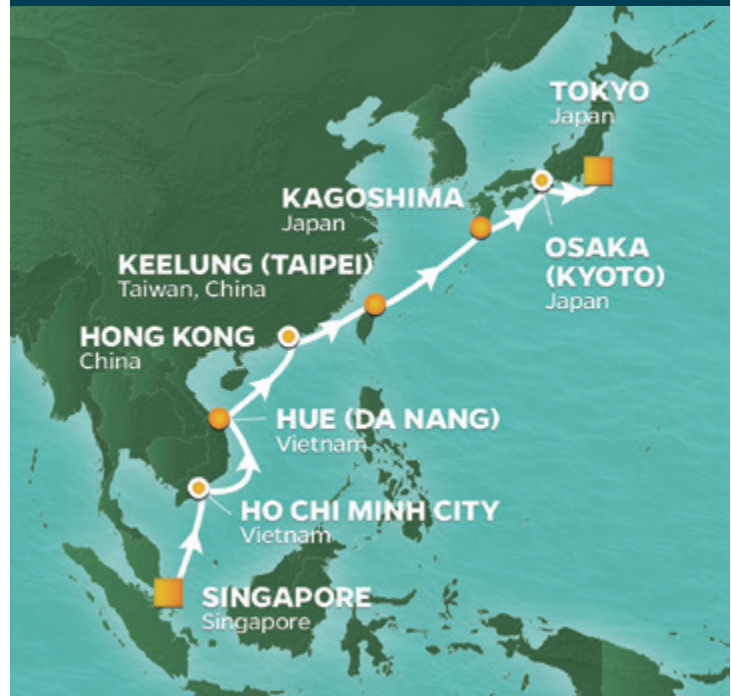 TOKYO
Japan
KAGOSHIMA
Japan
OSAKA
(KYOTO)
Japan
KEELUNG (TAIPEI)
Taiwan, China
HONG KONG
China
HUE (DA NANG)
Vietnam
HO CHI MINH CITY
Vietnam
SINGAPORE
Singapore